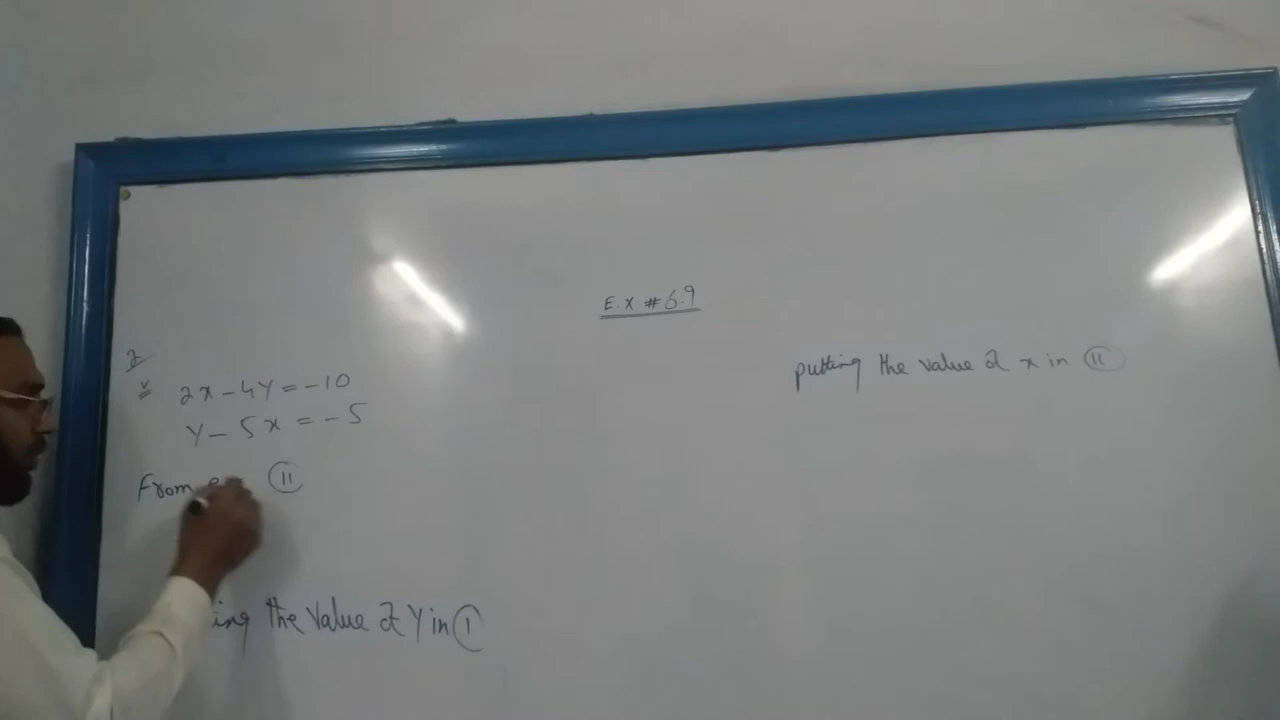 E.X # 6.9
2
v 2x-4y=-10
y-5x=-5
From (II)
ing the Value of y in (I)
putting the value of x in (II)